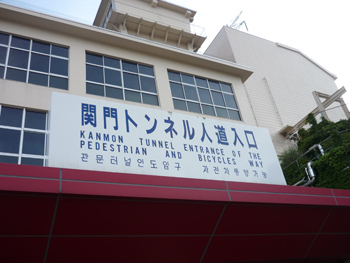 関門トンネル人道入口
KANMON TUNNEL ENTRANCE OF THE
PEDESTRIAN AND BICYCLES WAY
관문터널인도입구